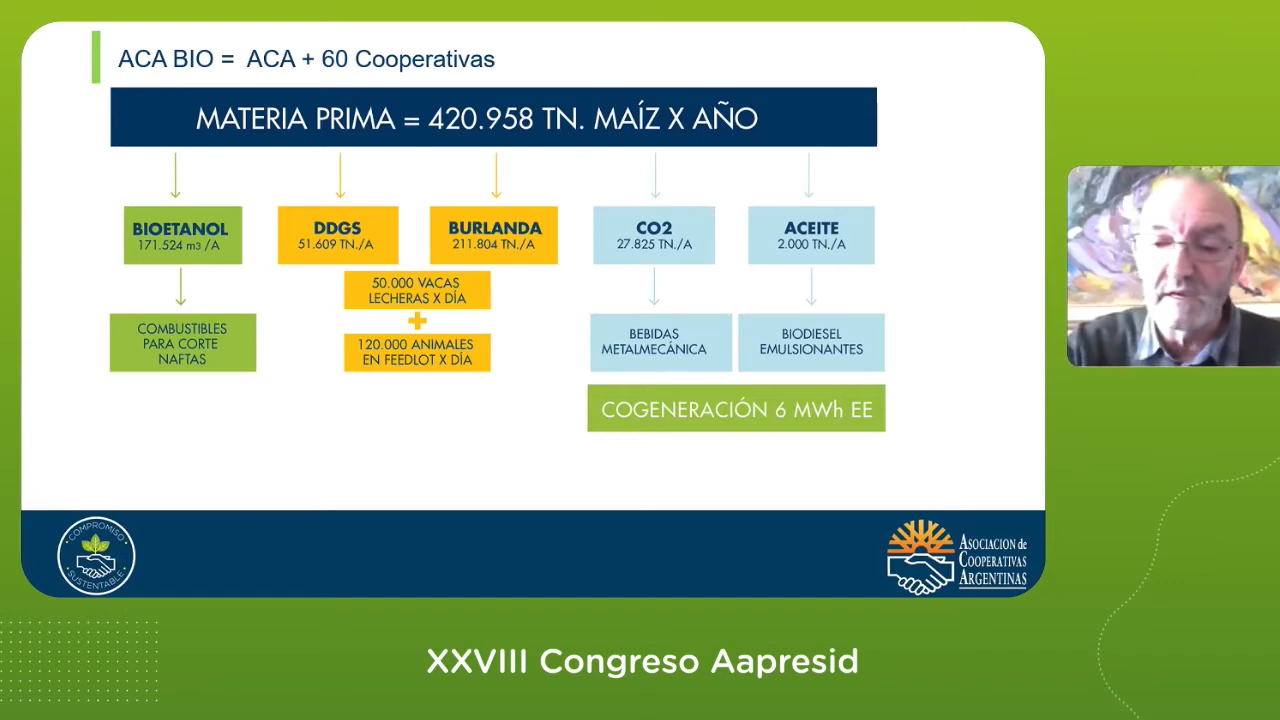 ACA BIO = ACA + 60 Cooperativas
MATERIA PRIMA = 420.958 TN. MAÍZ X AÑO
BIOETANOL
171.524 m3 /A
DDGS
51.609 TN./A
BURLANDA
211.804 TN./A
CO2
27.825 TN./A
ACEITE
2.000 TN./A
50.000 VACAS
LECHERAS X DÍA
120.000 ANIMALES
EN FEEDLOT X DÍA
COMBUSTIBLES
PARA CORTE
NAFTAS
BEBIDAS
METALMECÁNICA
BIODIESEL
EMULSIONANTES
COGENERACIÓN 6 MWh EE
COMPROMISO
SUSTENTABLE
ASOCIACION de
COOPERATIVAS
ARGENTINAS
XXVIII Congreso Aapresid